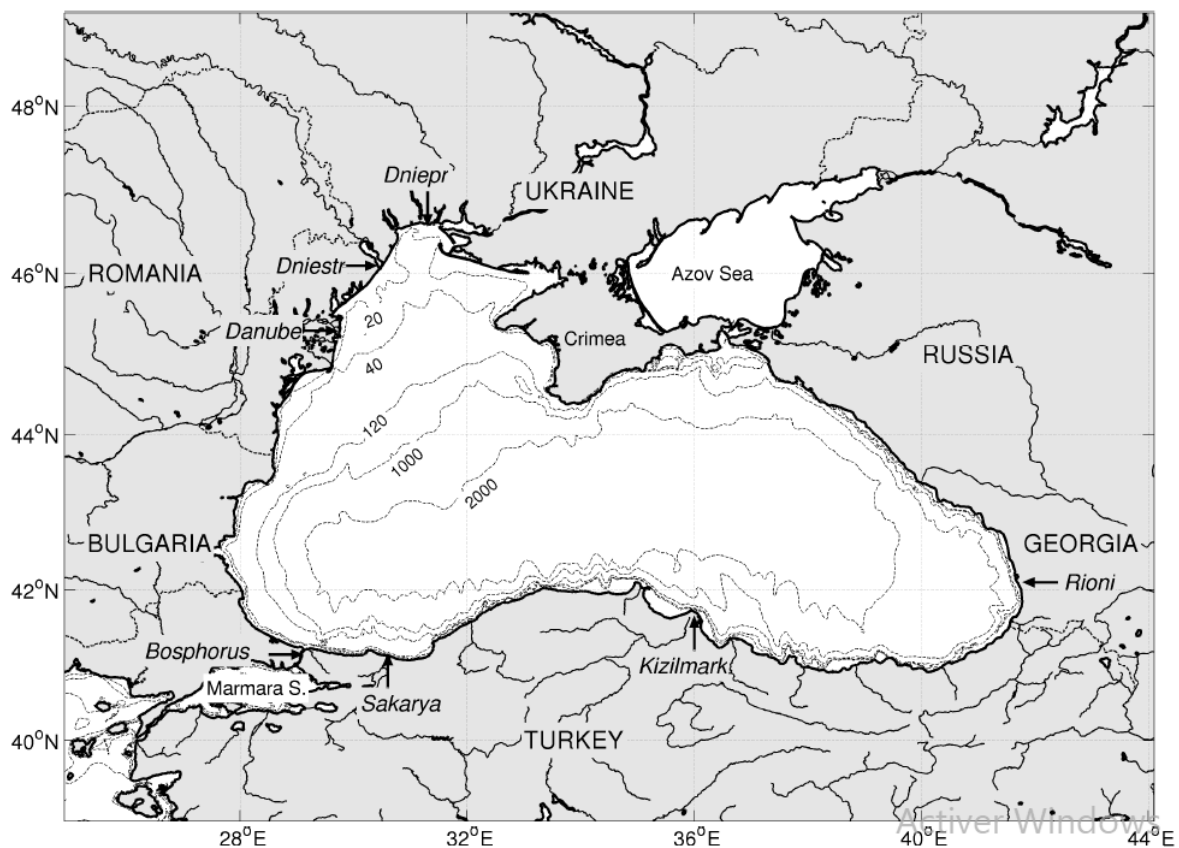 48°N
Dniepr
UKRAINE
Dniestr
46°N
ROMANIA
Azov Sea
20
Danube
Crimea
RUSSIA
40
120
44°N
1000
2000
BULGARIA
GEORGIA
42°N
Rioni
Bosphorus
Kizilmark
Marmara S.
Sakarya
40°N
TURKEY
Activer Windows
28°E
32°E
36°E
40°E
44°E